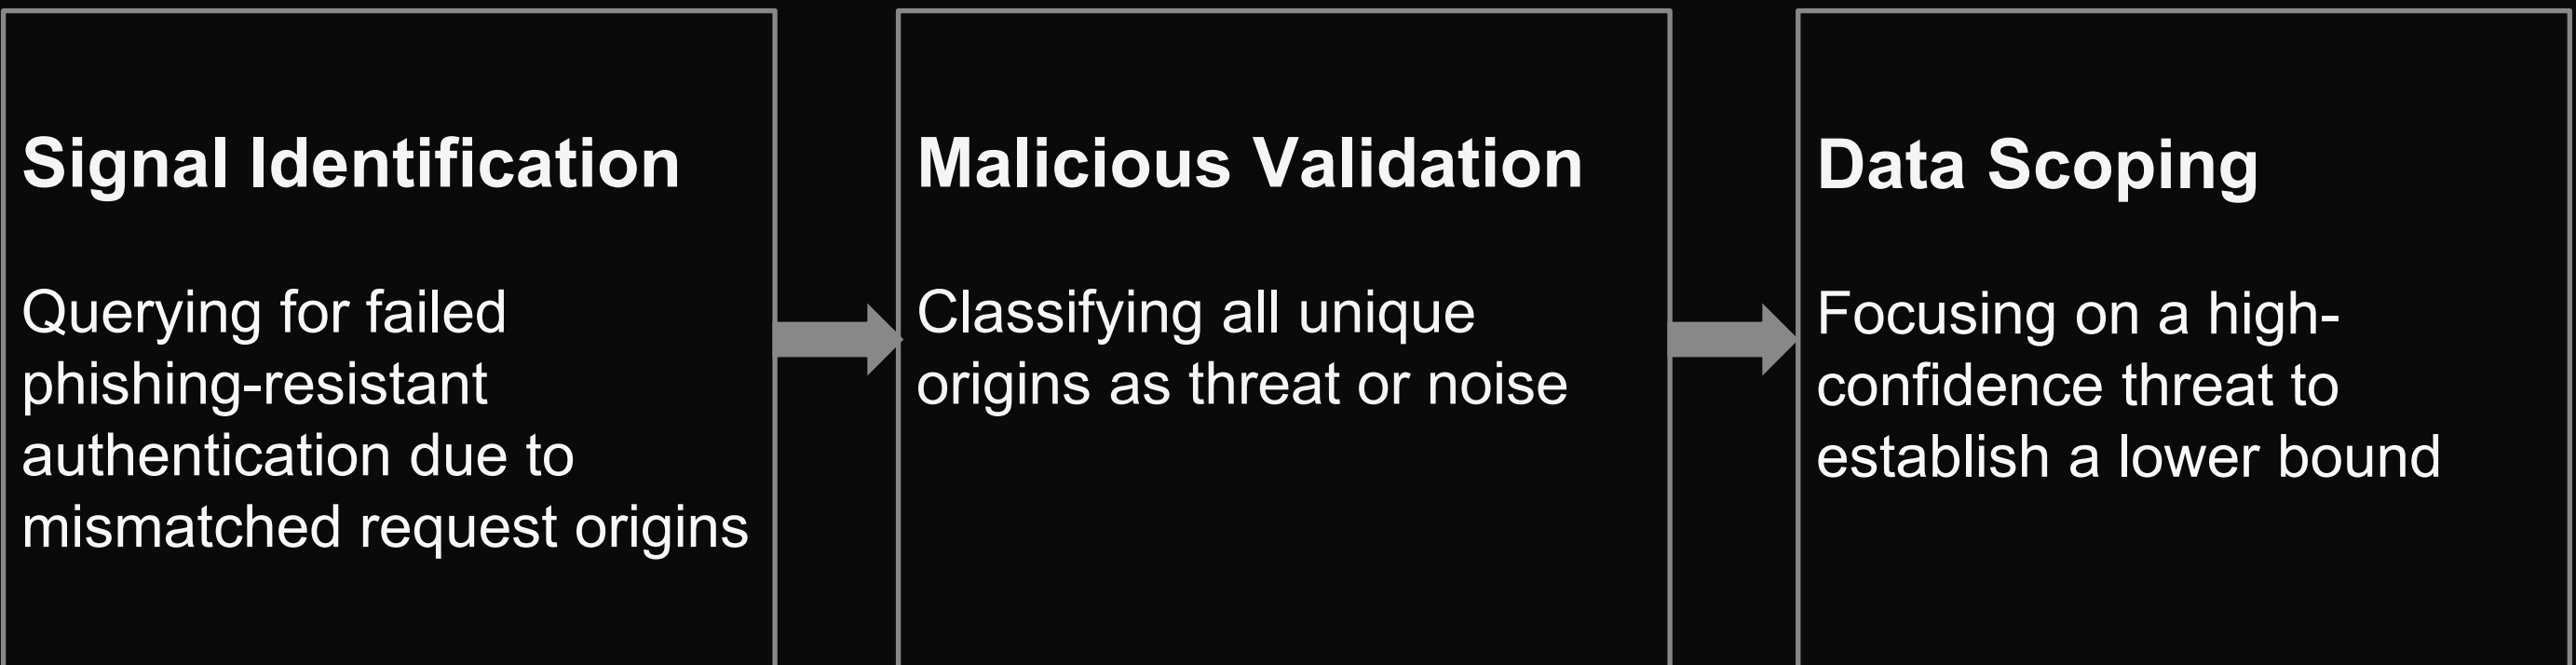 Signal Identification
Querying for failed
phishing-resistant
authentication due to
mismatched request origins
Malicious Validation
Classifying all unique
origins as threat or noise
Data Scoping
Focusing on a high-
confidence threat to
establish a lower bound